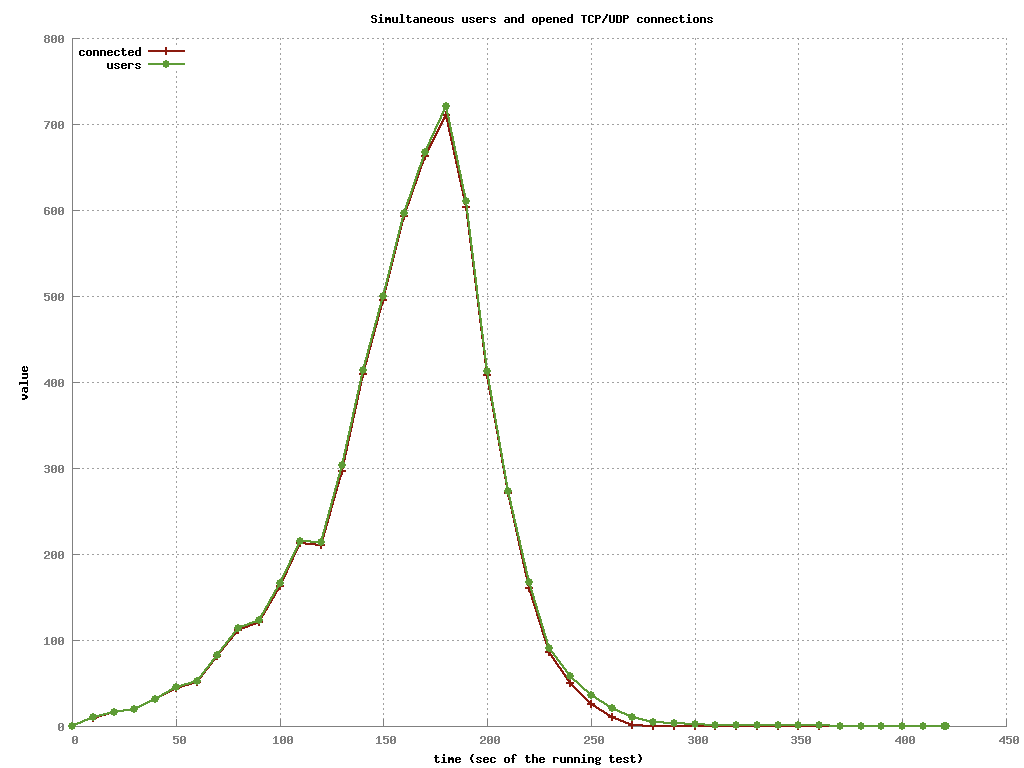 Simultaneous users and opened TCP/UDP connections
800
connected
users
700
600
500
value
400
300
200
100
0
0 50 100 150 200 250 300 350 400 450
time (sec of the running test)